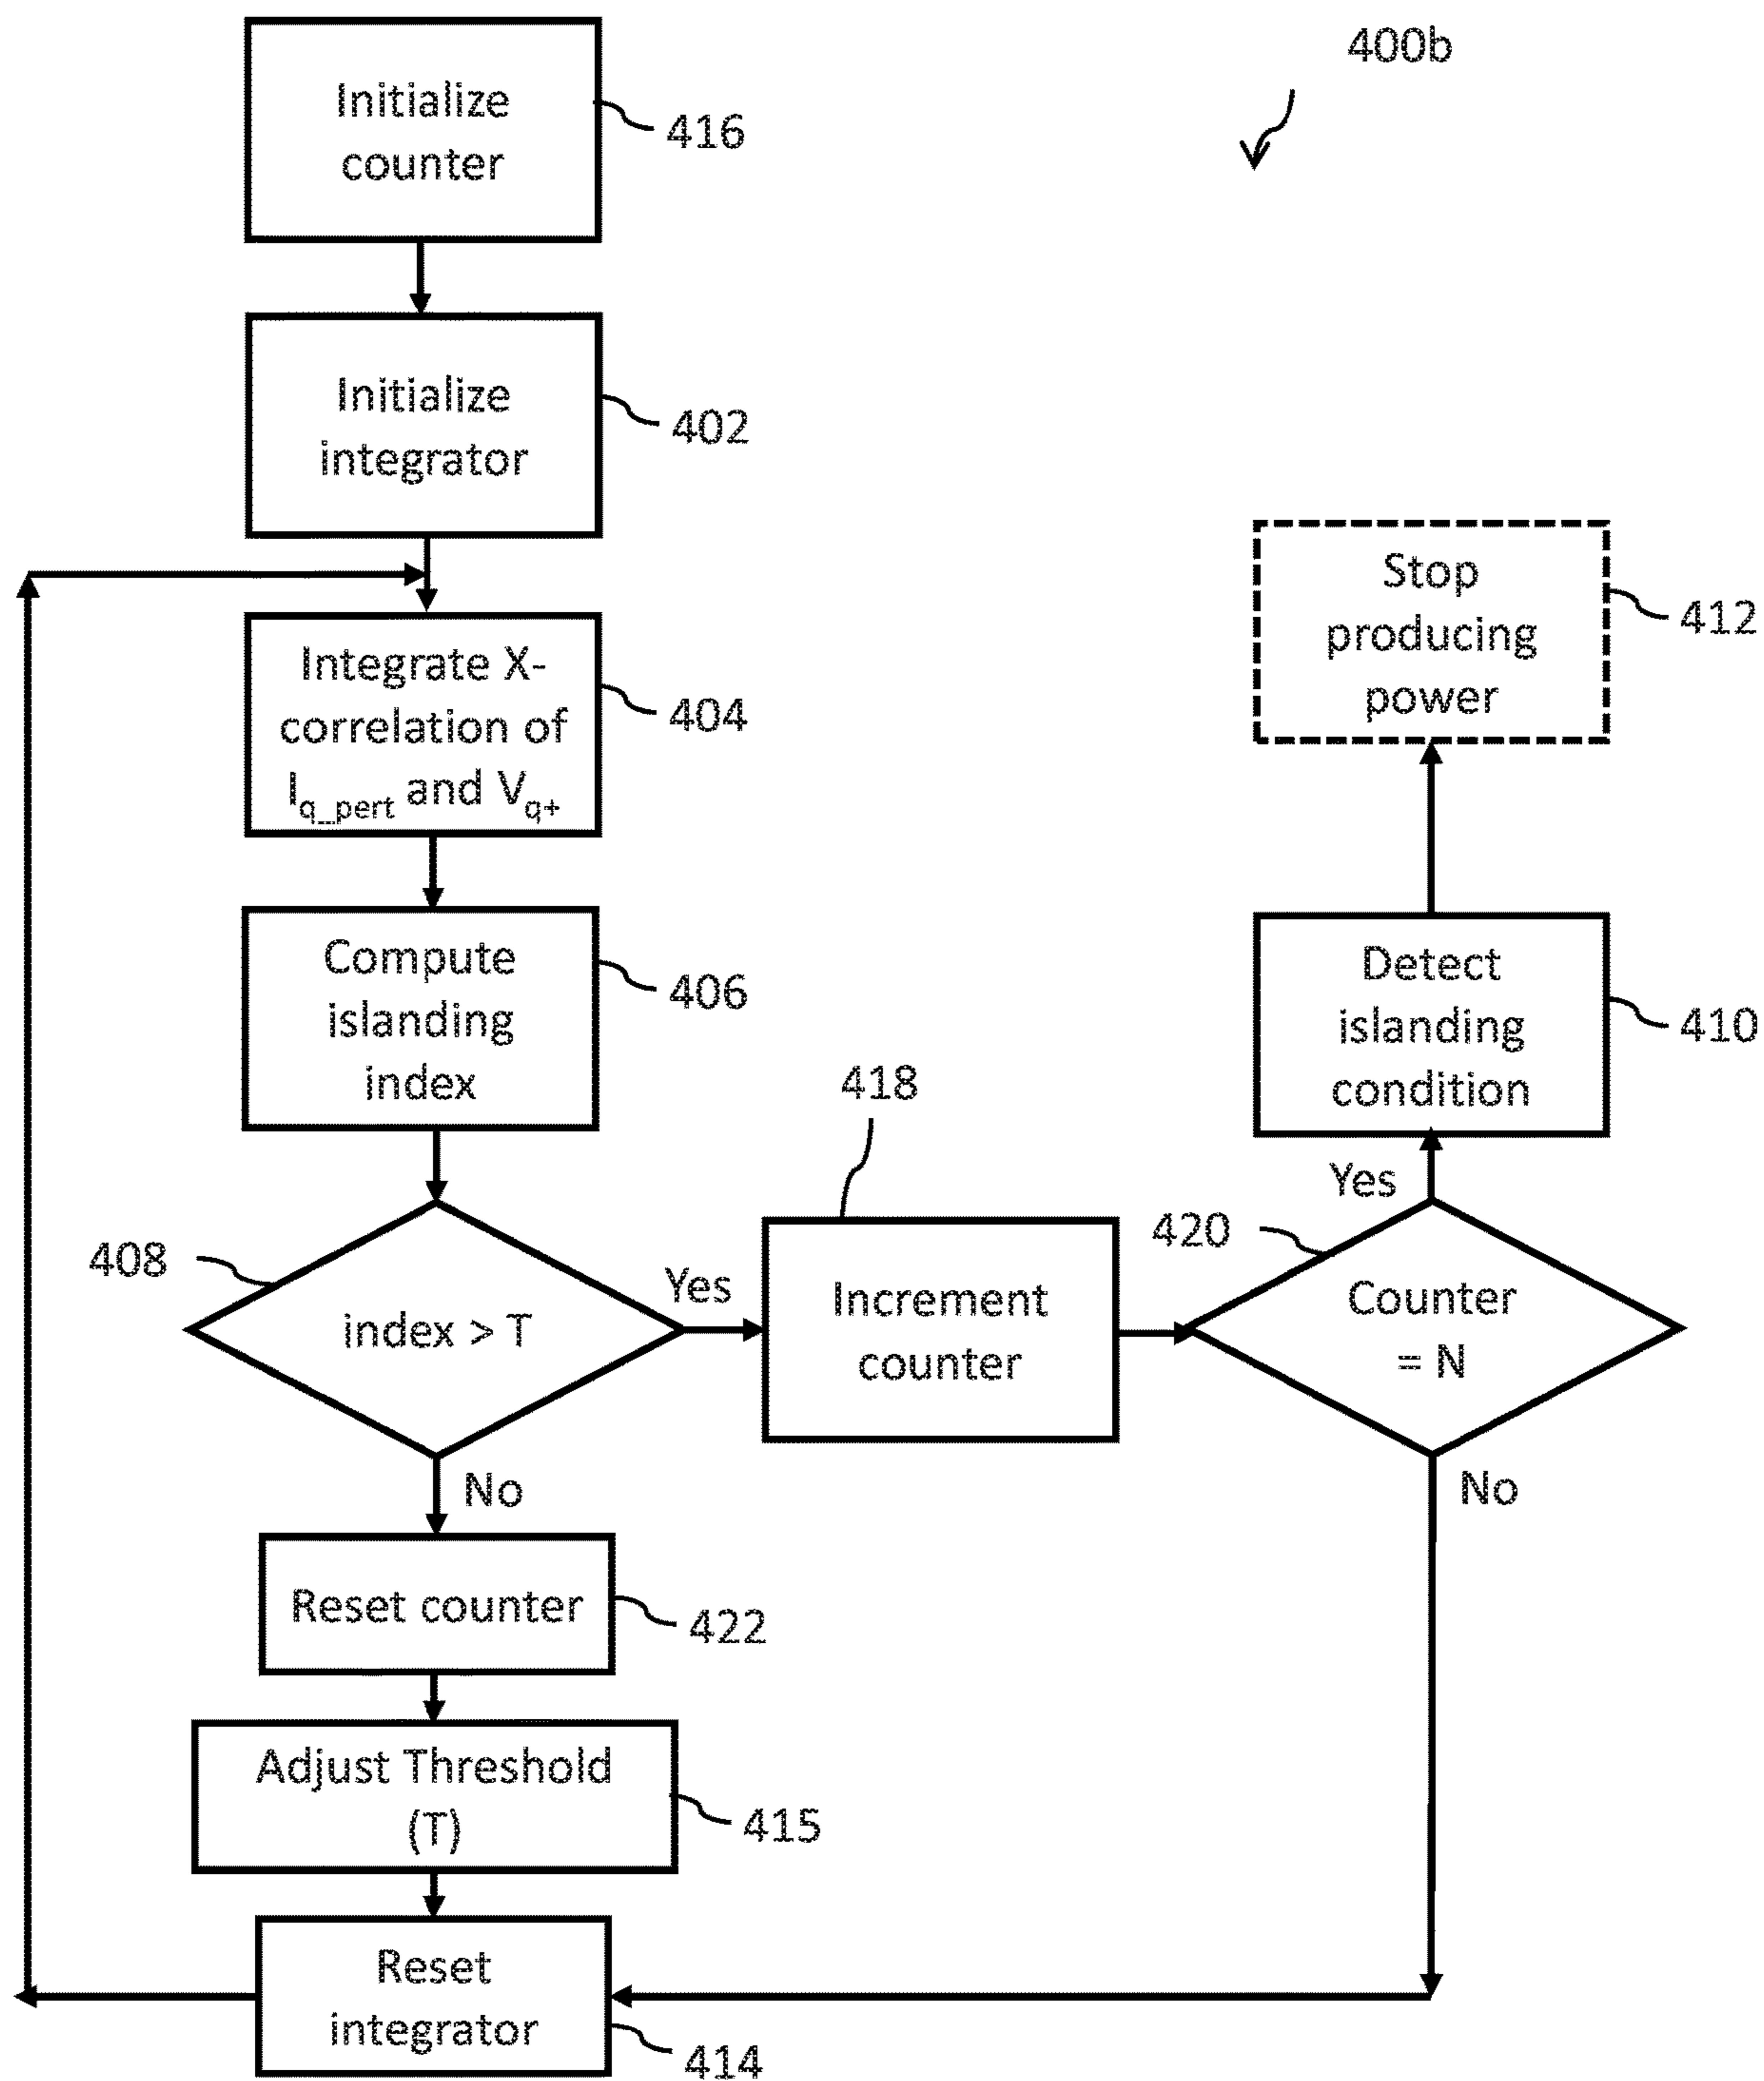 400b
Initialize
counter
416
Initialize
integrator
402
Integrate X-
correlation of
I_q_pert and V_q+
404
Compute
islanding
index
406
index > T
408
Yes
No
418
Increment
counter
420
Counter
= N
Yes
No
Detect
islanding
condition
410
Stop
producing
power
412
Reset counter
422
Adjust Threshold
(T)
415
Reset
integrator
414